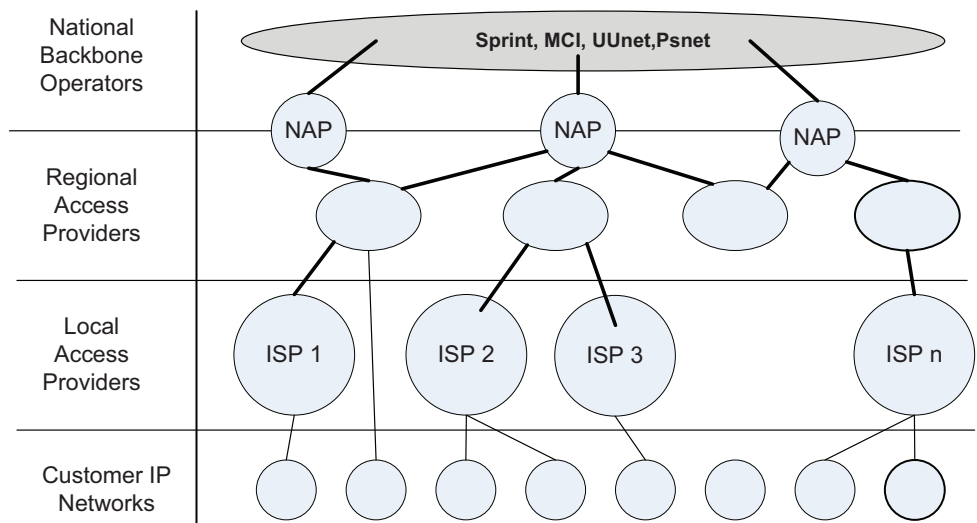 National
Backbone
Operators
Sprint, MCI, UUnet,Psnet
NAP
NAP
NAP
Regional
Access
Providers
Local
Access
Providers
ISP 1
ISP 2
ISP 3
ISP n
Customer IP
Networks